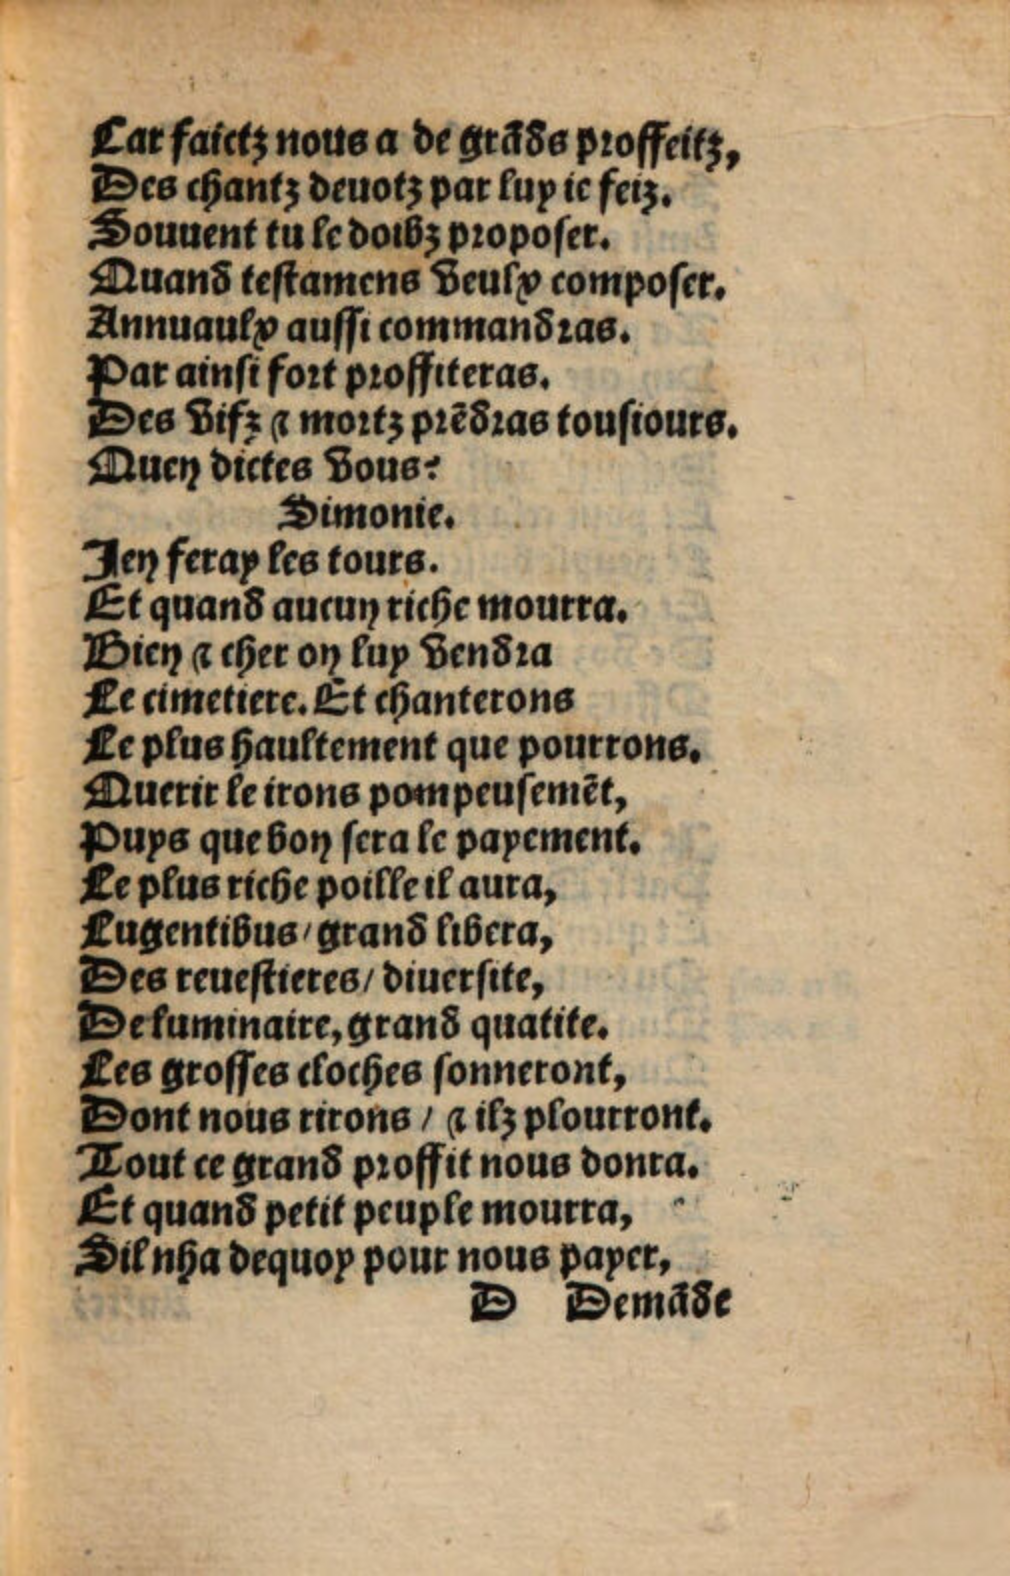 Car faictz nous a de grãds proffeitz,
Des chantz deuotz par luy ie feiz.
Souuent tu le doibz proposer.
Quand testamens veulx composer.
Annuaulx aussi commandras.
Par ainsi fort proffiteras.
Des vifz ⁊ mortz prẽdras tousiours.
Quen dictes vous?
Simonie.
Ien feray les tours.
Et quand aucun riche mourra.
Bien ⁊ cher on luy vendra
Le cimetiere. Et chanterons
Le plus haultement que pourrons.
Querir le irons pompeusemẽt,
Puys que bon sera le payement.
Le plus riche poille il aura,
Lugentibus/ grand libera,
Des reuestieres/ diuersite,
De luminaire, grand quatite.
Les grosses cloches sonneront,
Dont nous rirons / ⁊ ilz plourront.
Tout ce grand proffit nous donra.
Et quand petit peuple mourra,
Sil nha dequoy pour nous payer,
D Demãde